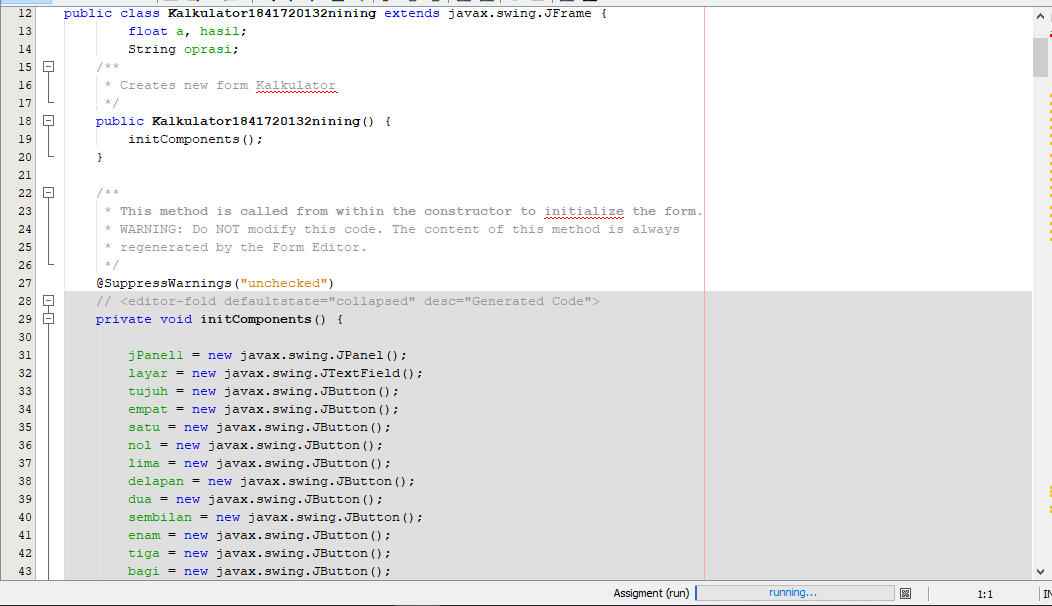 12 public class Kalkulator1841720132nining extends javax.swing.JFrame {
13 float a, hasil;
14 String oprasi;
15 /**
16 * Creates new form Kalkulator
17 */
18 public Kalkulator1841720132nining() {
19 initComponents();
20 }
21
22 /**
23 * This method is called from within the constructor to initialize the form.
24 * WARNING: Do NOT modify this code. The content of this method is always
25 * regenerated by the Form Editor.
26 */
27 @SuppressWarnings("unchecked")
28 // <editor-fold defaultstate="collapsed" desc="Generated Code">
29 private void initComponents() {
30
31 jPanel1 = new javax.swing.JPanel();
32 layar = new javax.swing.JTextField();
33 tujuh = new javax.swing.JButton();
34 empat = new javax.swing.JButton();
35 satu = new javax.swing.JButton();
36 nol = new javax.swing.JButton();
37 lima = new javax.swing.JButton();
38 delapan = new javax.swing.JButton();
39 dua = new javax.swing.JButton();
40 sembilan = new javax.swing.JButton();
41 enam = new javax.swing.JButton();
42 tiga = new javax.swing.JButton();
43 bagi = new javax.swing.JButton();
Assigment (run) running... 1:1 IN